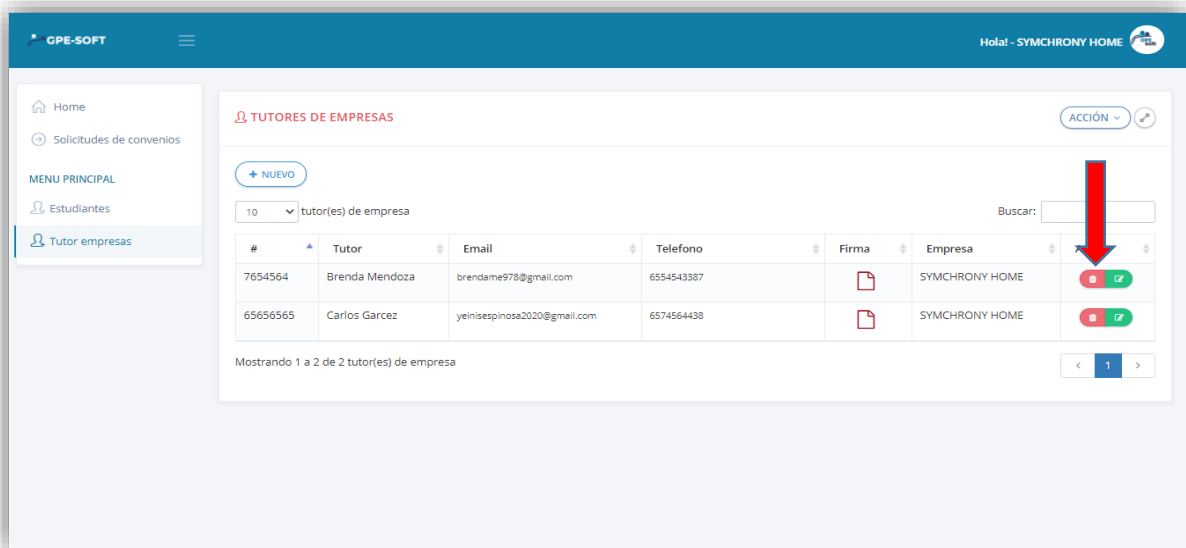 GPE-SOFT
Hola! - SYMCHRONY HOME
GPE
Soft
Home
Solicitudes de convenios
MENU PRINCIPAL
Estudiantes
Tutor empresas
TUTORES DE EMPRESAS
ACCIÓN
+ NUEVO
10 tutor(es) de empresa
Buscar:
# Tutor Email Telefono Firma Empresa
7654564 Brenda Mendoza brendame978@gmail.com 6554543387 SYMCHRONY HOME
65656565 Carlos Garcez yeinisespinosa2020@gmail.com 6574564438 SYMCHRONY HOME
Mostrando 1 a 2 de 2 tutor(es) de empresa
< 1 >